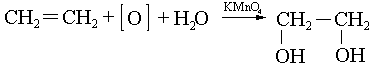 CH₂=CH₂ + [O] + H₂O —KMnO₄→ CH₂—CH₂
OH OH